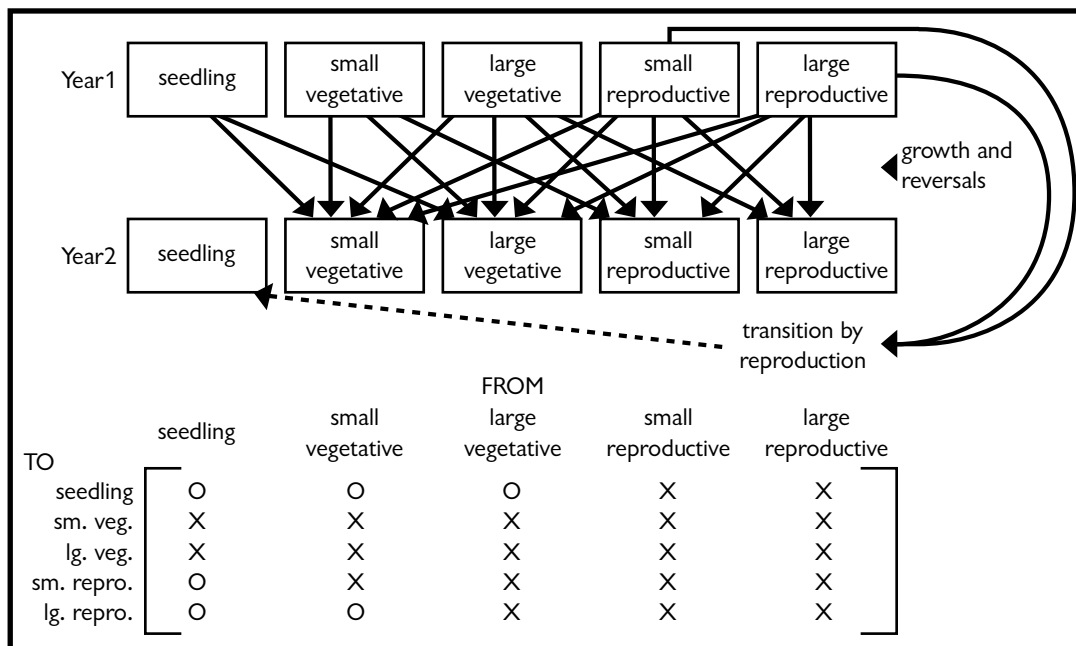 Year1
seedling
small
vegetative
large
vegetative
small
reproductive
large
reproductive
growth and
reversals
Year2
seedling
small
vegetative
large
vegetative
small
reproductive
large
reproductive
transition by
reproduction
FROM
seedling
small
vegetative
large
vegetative
small
reproductive
large
reproductive
TO
seedling O O O X X
sm. veg. X X X X X
lg. veg. X X X X X
sm. repro. O X X X X
lg. repro. O O X X X